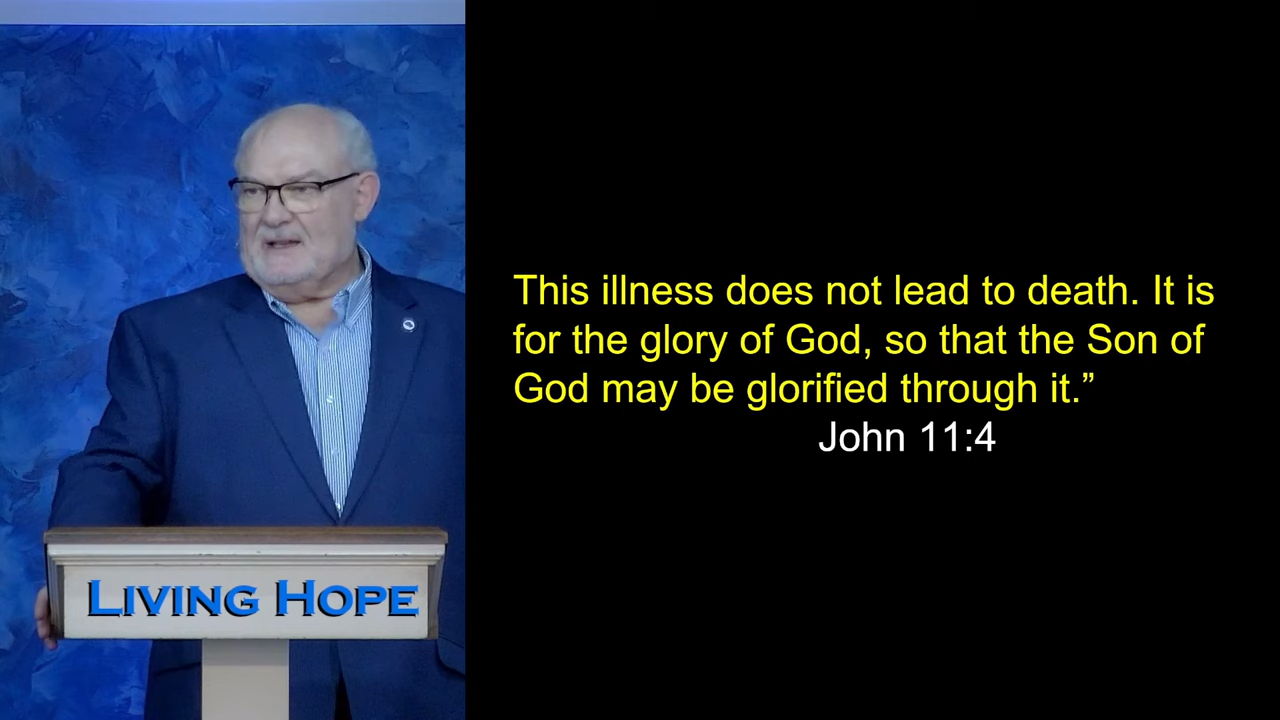 This illness does not lead to death. It is
for the glory of God, so that the Son of
God may be glorified through it.”
John 11:4
LIVING HOPE